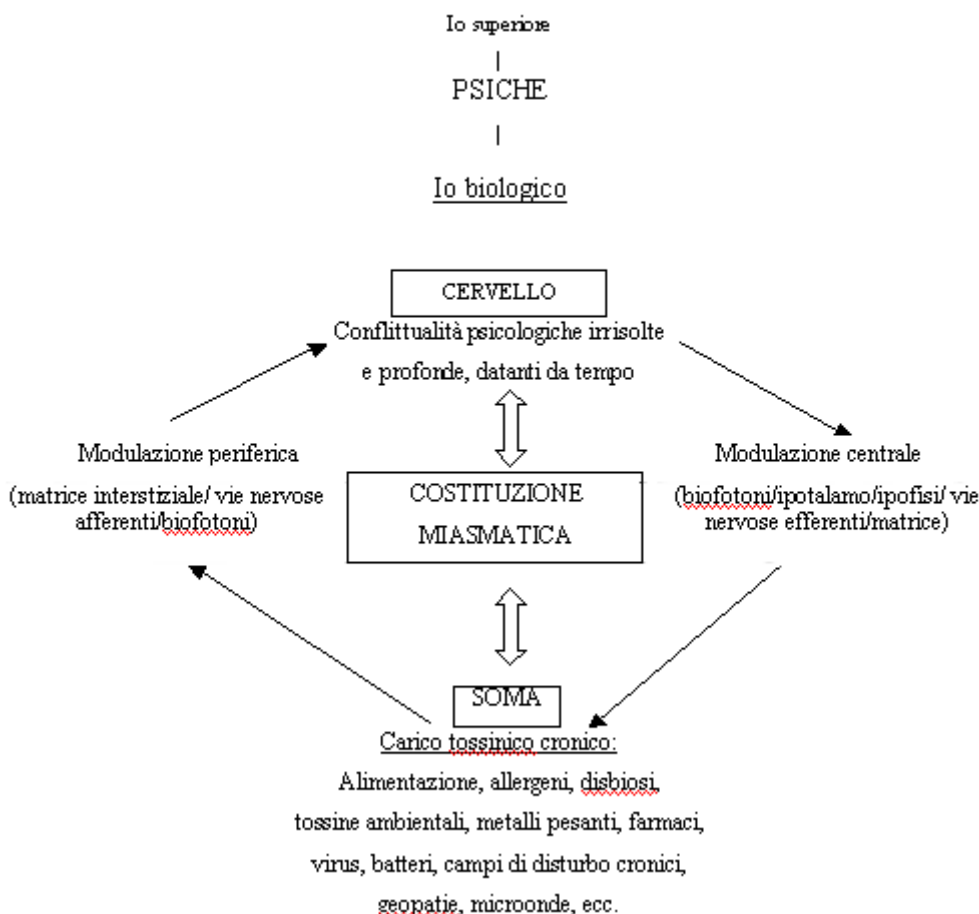 Io superiore
PSICHE
Io biologico
CERVELLO
Conflittualità psicologiche irrisolte
e profonde, datanti da tempo
Modulazione periferica
(matrice interstiziale/ vie nervose
afferenti/biofotoni)
COSTITUZIONE
MIASMATICA
Modulazione centrale
(biofotoni/ipotalamo/ipofisi/ vie
nervose efferenti/matrice)
SOMA
Carico tossinico cronico:
Alimentazione, allergeni, disbiosi,
tossine ambientali, metalli pesanti, farmaci,
virus, batteri, campi di disturbo cronici,
geopatie, microonde, ecc.